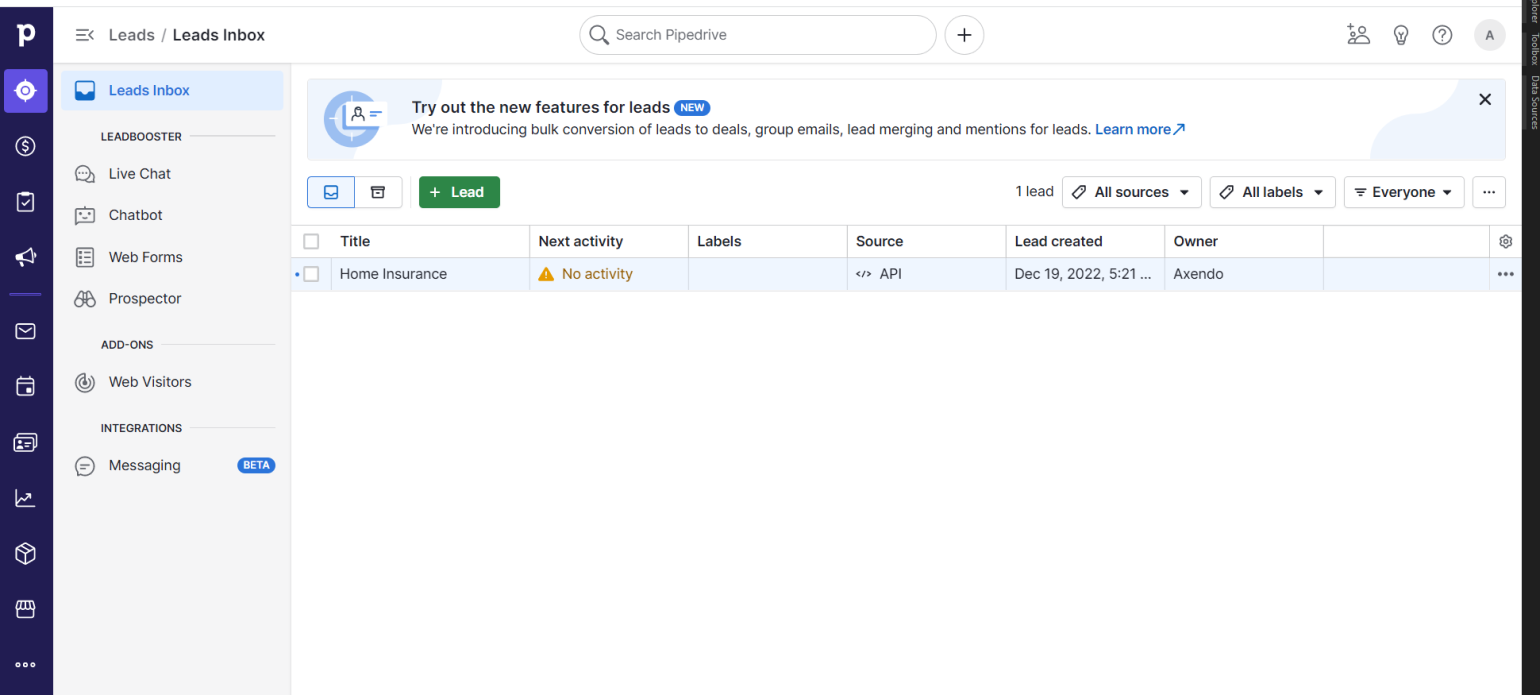 p
Leads / Leads Inbox
Search Pipedrive
A
Leads Inbox
LEADBOOSTER
Live Chat
Chatbot
Web Forms
Prospector
ADD-ONS
Web Visitors
INTEGRATIONS
Messaging BETA
Try out the new features for leads NEW
We're introducing bulk conversion of leads to deals, group emails, lead merging and mentions for leads. Learn more
+ Lead
1 lead All sources All labels Everyone
Title Next activity Labels Source Lead created Owner
Home Insurance No activity </> API Dec 19, 2022, 5:21 ... Axendo
Toolbox
Data Sources